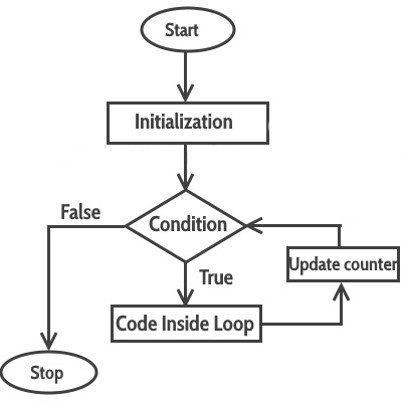 Start
Initialization
Condition
False
True
Update counter
Code Inside Loop
Stop